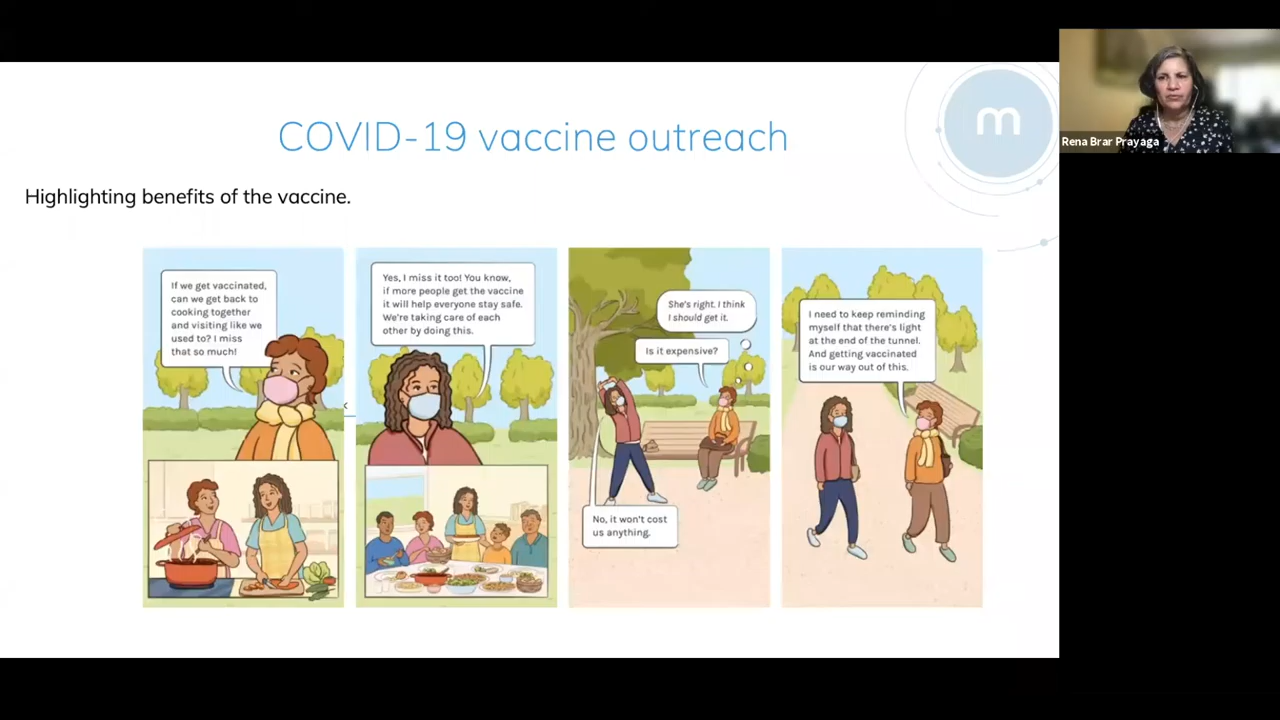 COVID-19 vaccine outreach
m
Rena Brar Prayaga
Highlighting benefits of the vaccine.
If we get vaccinated,
can we get back to
cooking together
and visiting like we
used to? I miss
that so much!
Yes, I miss it too! You know,
if more people get the vaccine
it will help everyone stay safe.
We're taking care of each
other by doing this.
She's right. I think
I should get it.
Is it expensive?
No, it won't cost
us anything.
I need to keep reminding
myself that there's light
at the end of the tunnel.
And getting vaccinated
is our way out of this.